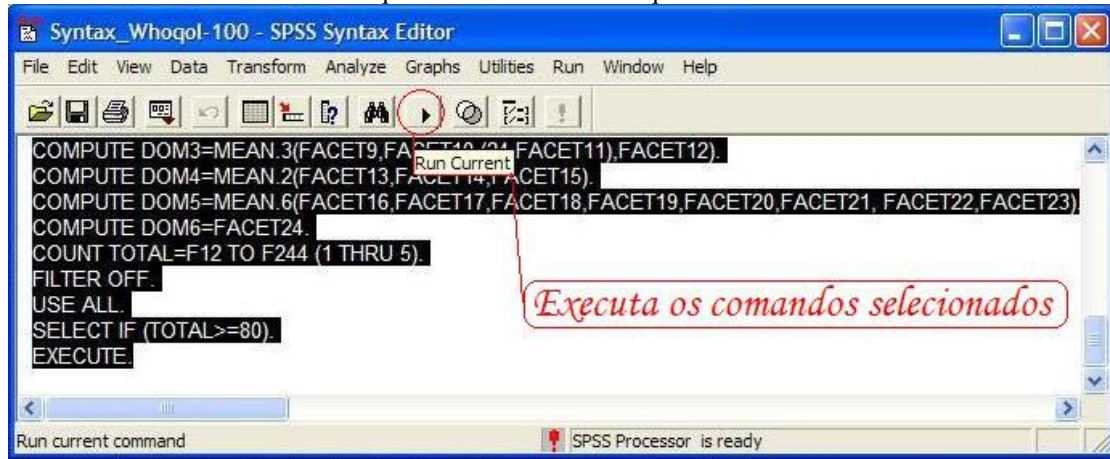 Syntax_Whoqol-100 - SPSS Syntax Editor
File Edit View Data Transform Analyze Graphs Utilities Run Window Help
COMPUTE DOM3=MEAN.3(FACET9, FACET11),FACET12).
Run Current
COMPUTE DOM4=MEAN.2(FACET13,FACET14,FACET15).
COMPUTE DOM5=MEAN.6(FACET16,FACET17,FACET18,FACET19,FACET20,FACET21, FACET22,FACET23)
COMPUTE DOM6=FACET24.
COUNT TOTAL=F12 TO F244 (1 THRU 5).
FILTER OFF.
USE ALL.
SELECT IF (TOTAL>=80).
EXECUTE.
Executa os comandos selecionados
Run current command SPSS Processor is ready